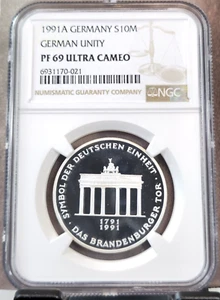 1991A GERMANY S10M
GERMAN UNITY
PF 69 ULTRA CAMEO
6931170-021
NUMISMATIC GUARANTY COMPANY
NGC
SYMBOL DER DEUTSCHEN EINHEIT
1791
1991
DAS BRANDENBURGER TOR